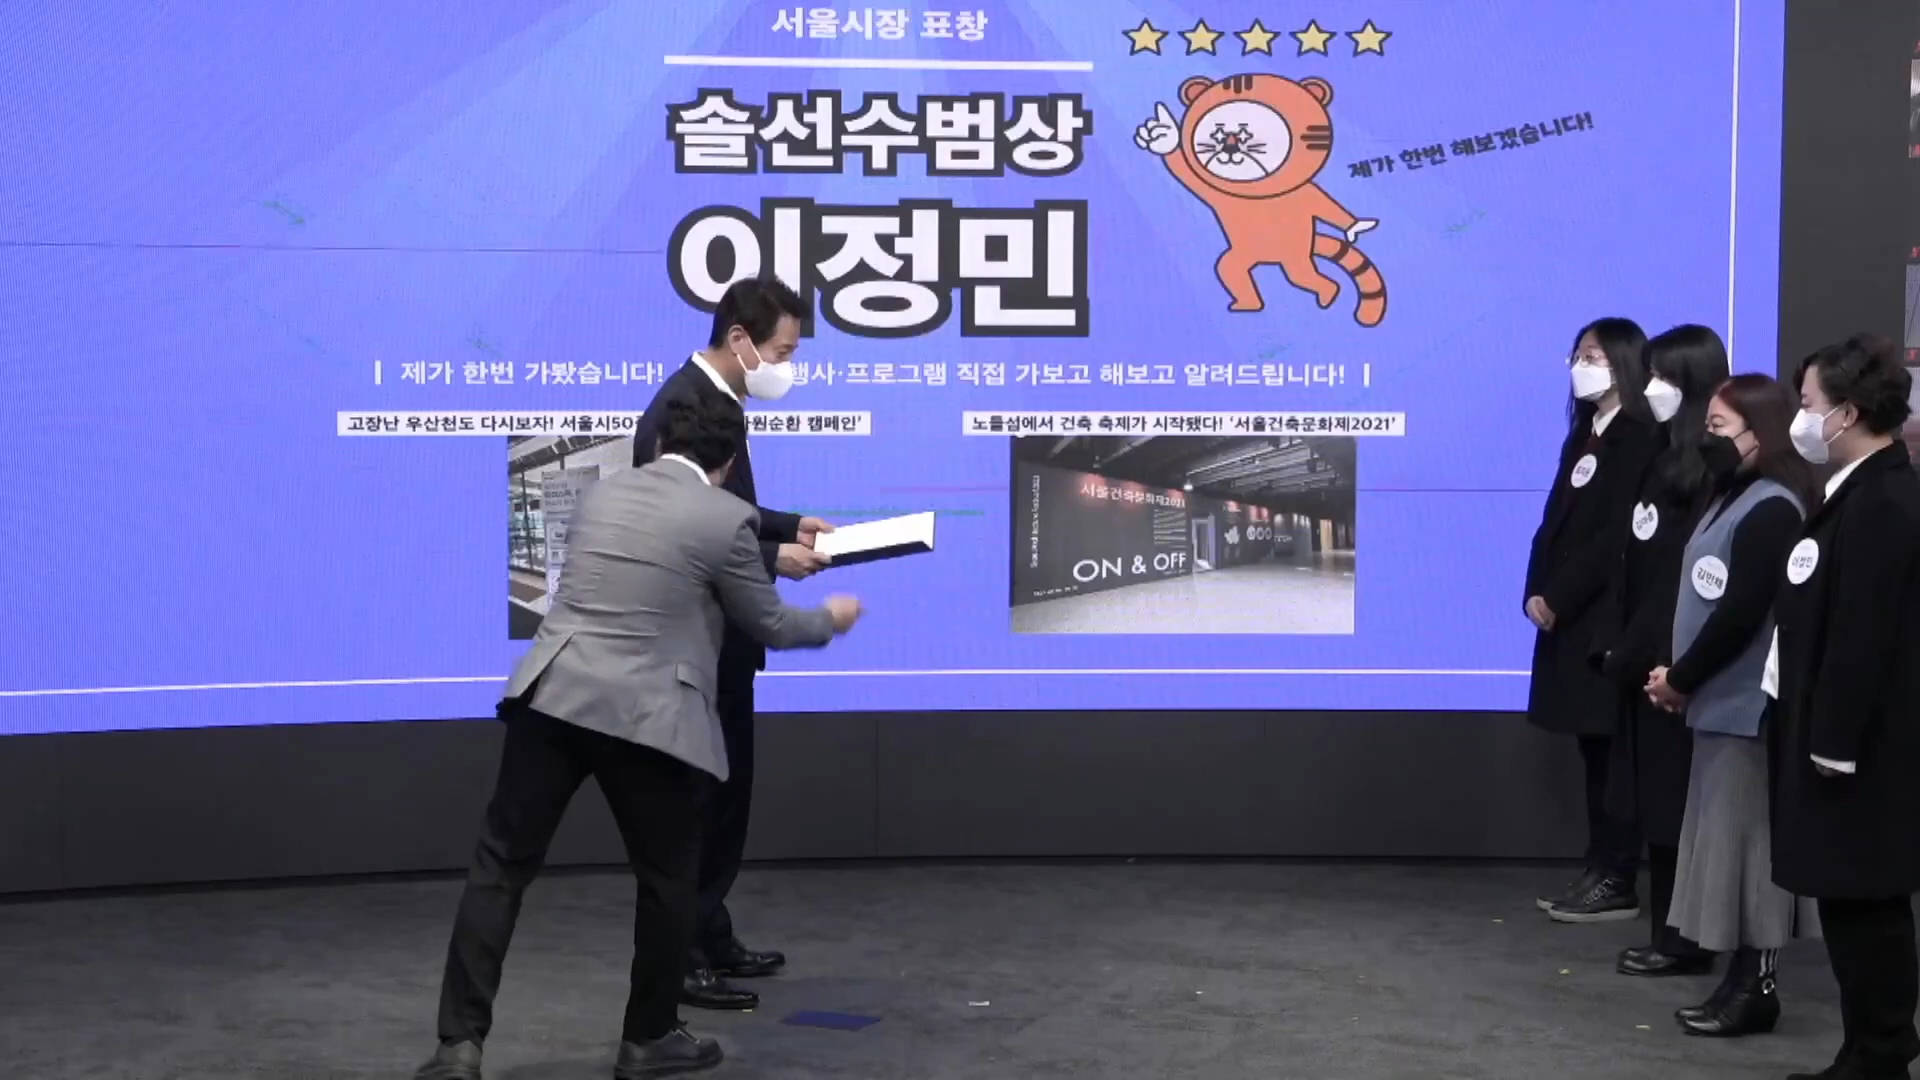 서울시장 표창
솔선수범상
이정민
제가 한번 해보겠습니다!
제가 한번 가봤습니다! 행사·프로그램 직접 가보고 해보고 알려드립니다!
고장난 우산천도 다시보자! 서울시50 자원순환 캠페인’
노들섬에서 건축 축제가 시작됐다! ‘서울건축문화제2021’
서울건축문화제2021
ON & OFF
김민채
이정민